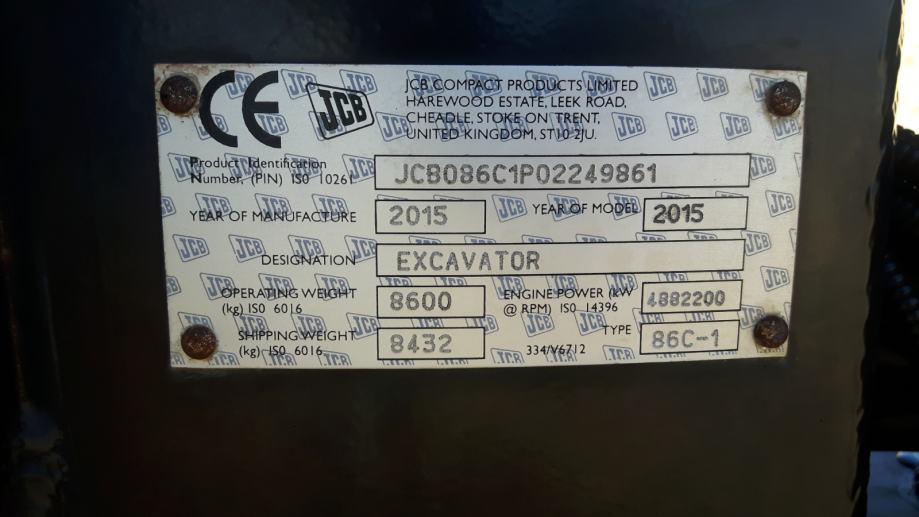 CE JCB
JCB COMPACT PRODUCTS LIMITED
HAREWOOD ESTATE, LEEK ROAD,
CHEADLE, STOKE ON TRENT,
UNITED KINGDOM, ST10 2JU.
Product Identification
Number, (PIN) ISO 10261 JCB086C1P02249861
YEAR OF MANUFACTURE 2015 YEAR OF MODEL 2015
DESIGNATION EXCAVATOR
OPERATING WEIGHT
(kg) ISO 6016 8600
ENGINE POWER (kW
@ RPM) ISO 14396 4882200
SHIPPING WEIGHT
(kg) ISO 6016 8432
334/V6712
TYPE 86C-1